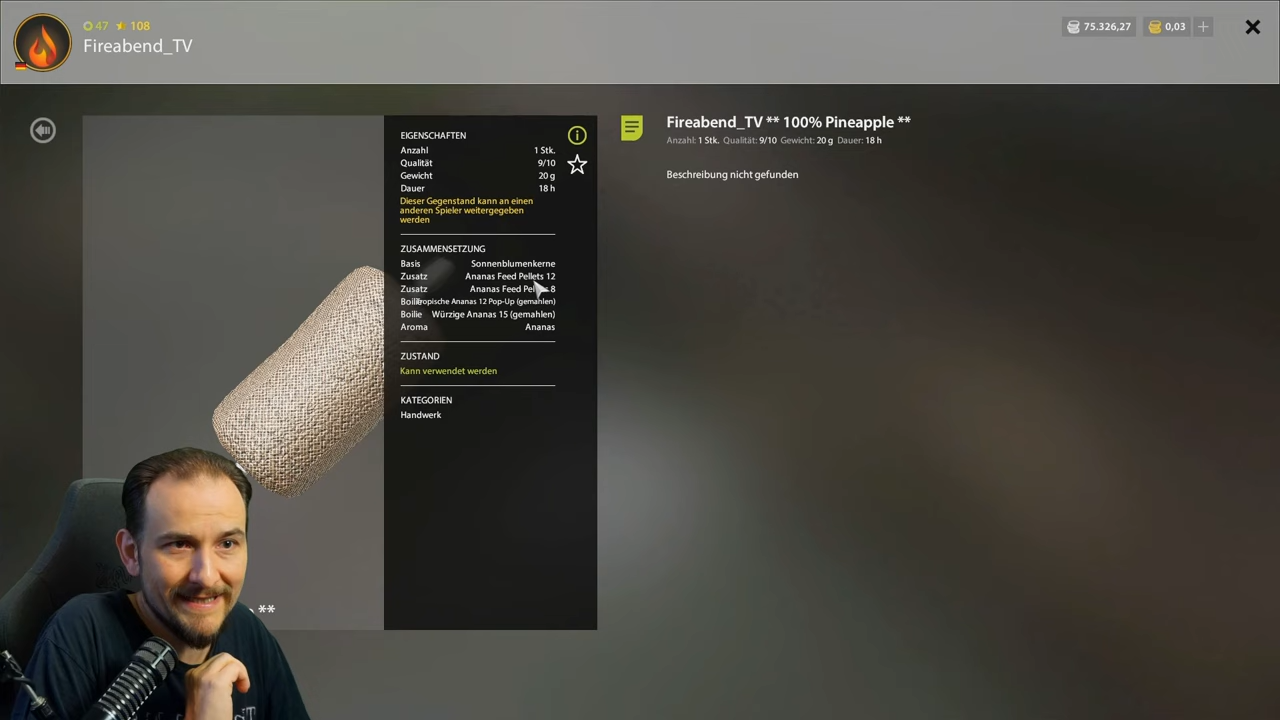 47 108
Fireabend_TV
75.326,27
0,03
EIGENSCHAFTEN
Anzahl 1 Stk.
Qualität 9/10
Gewicht 20 g
Dauer 18 h
Dieser Gegenstand kann an einen
anderen Spieler weitergegeben
werden
ZUSAMMENSETZUNG
Basis Sonnenblumenkerne
Zusatz Ananas Feed Pellets 12
Zusatz Ananas Feed 8
Tropische Ananas 12 Pop-Up (gemahlen)
Boilie Würzige Ananas 15 (gemahlen)
Aroma Ananas
ZUSTAND
Kann verwendet werden
KATEGORIEN
Handwerk
**
Fireabend_TV ** 100% Pineapple **
Anzahl: 1 Stk. Qualität: 9/10 Gewicht: 20 g Dauer: 18 h
Beschreibung nicht gefunden